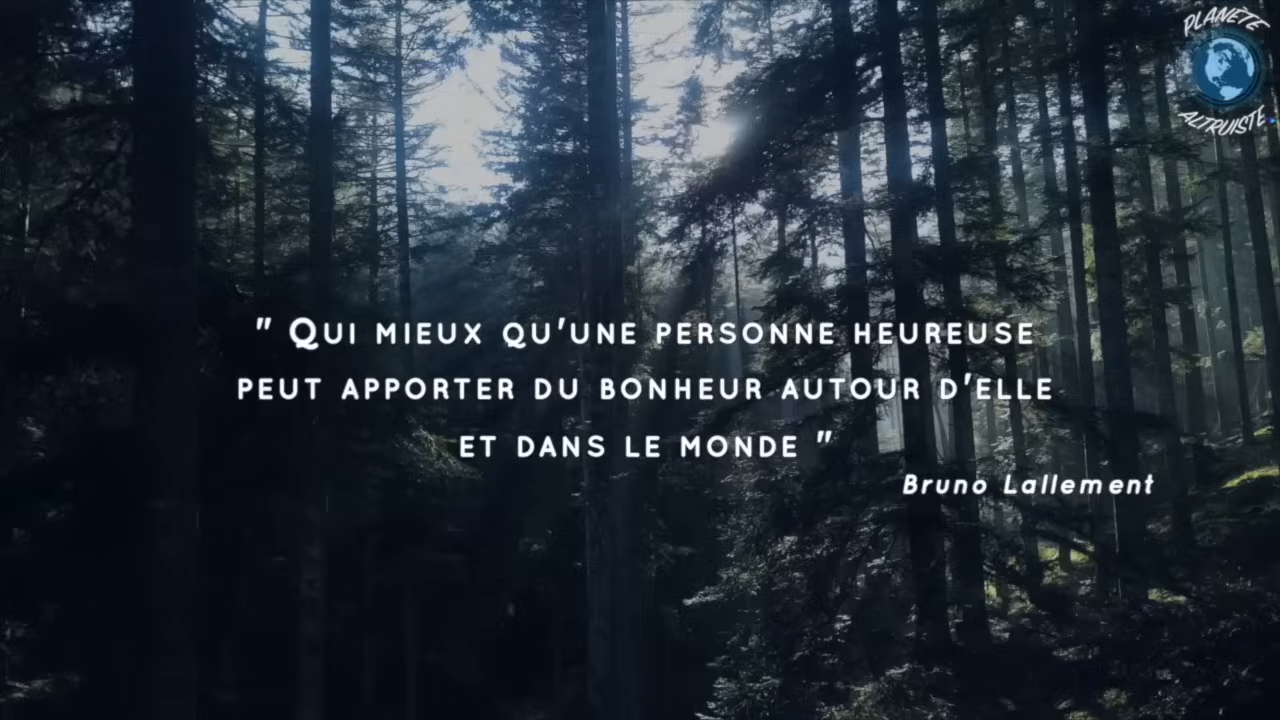 PLANÈTE
ALTRUISTE
" QUI MIEUX QU'UNE PERSONNE HEUREUSE
PEUT APPORTER DU BONHEUR AUTOUR D'ELLE
ET DANS LE MONDE "
Bruno Lallement